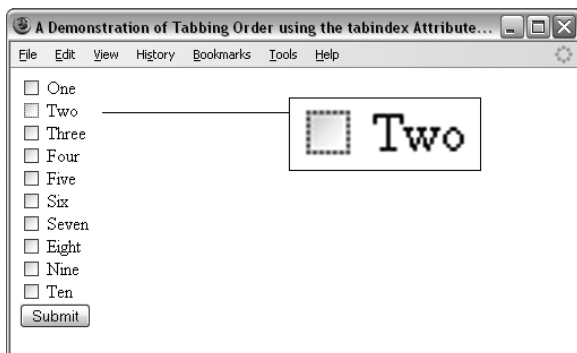 A Demonstration of Tabbing Order using the tabindex Attribute...
File Edit View History Bookmarks Tools Help
One
Two
Two
Three
Four
Five
Six
Seven
Eight
Nine
Ten
Submit